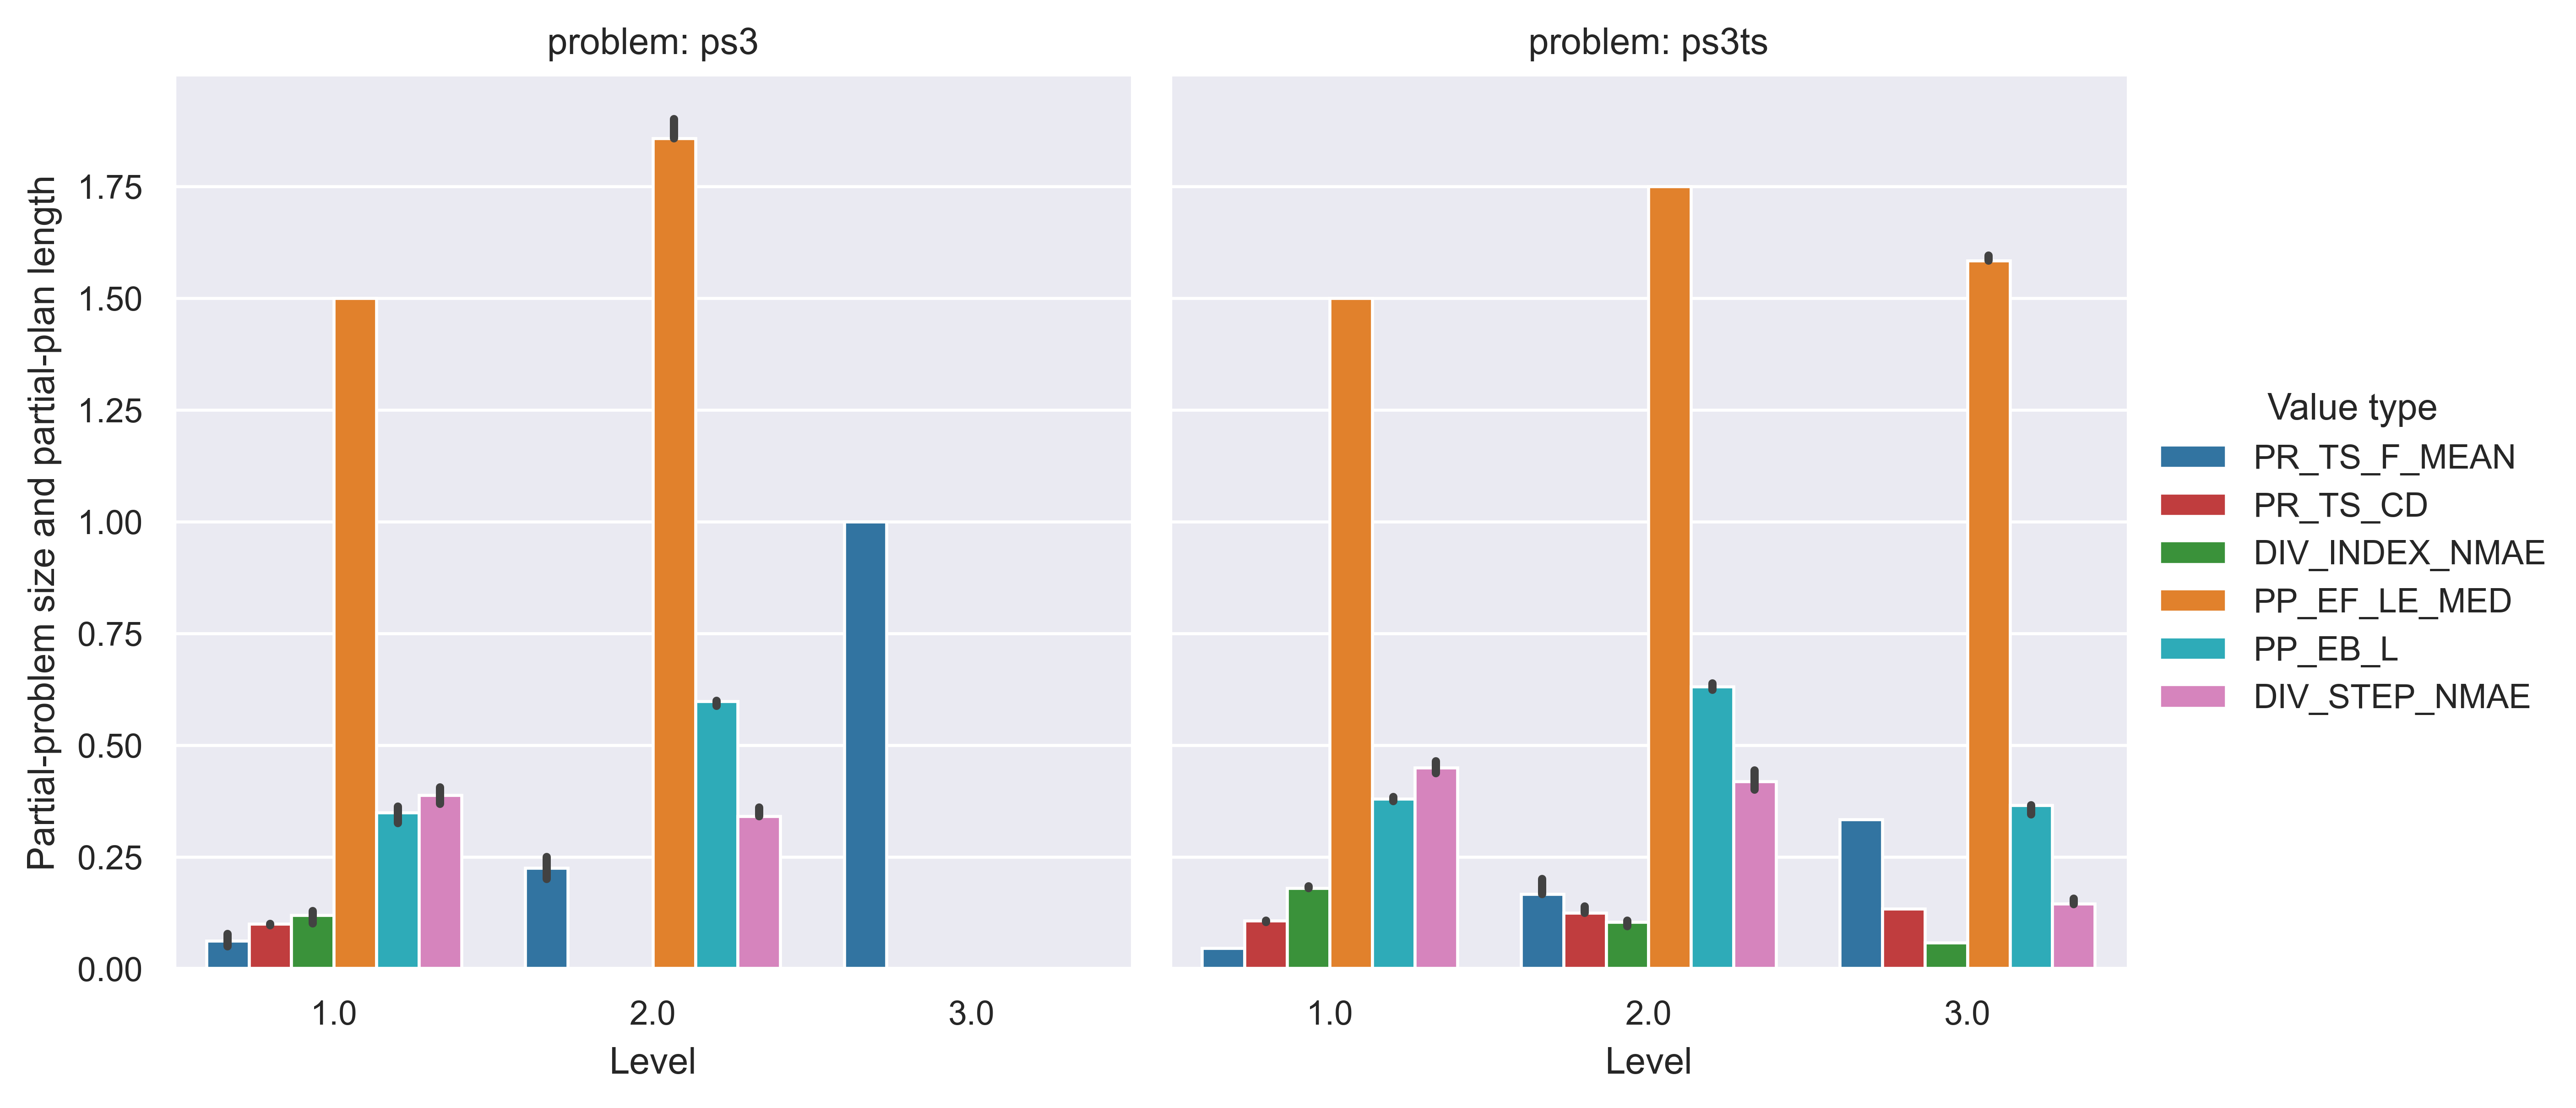 problem: ps3
problem: ps3ts
Partial-problem size and partial-plan length
1.75
1.50
1.25
1.00
0.75
0.50
0.25
0.00
1.0 2.0 3.0
1.0 2.0 3.0
Level
Level
Value type
PR_TS_F_MEAN
PR_TS_CD
DIV_INDEX_NMAE
PP_EF_LE_MED
PP_EB_L
DIV_STEP_NMAE